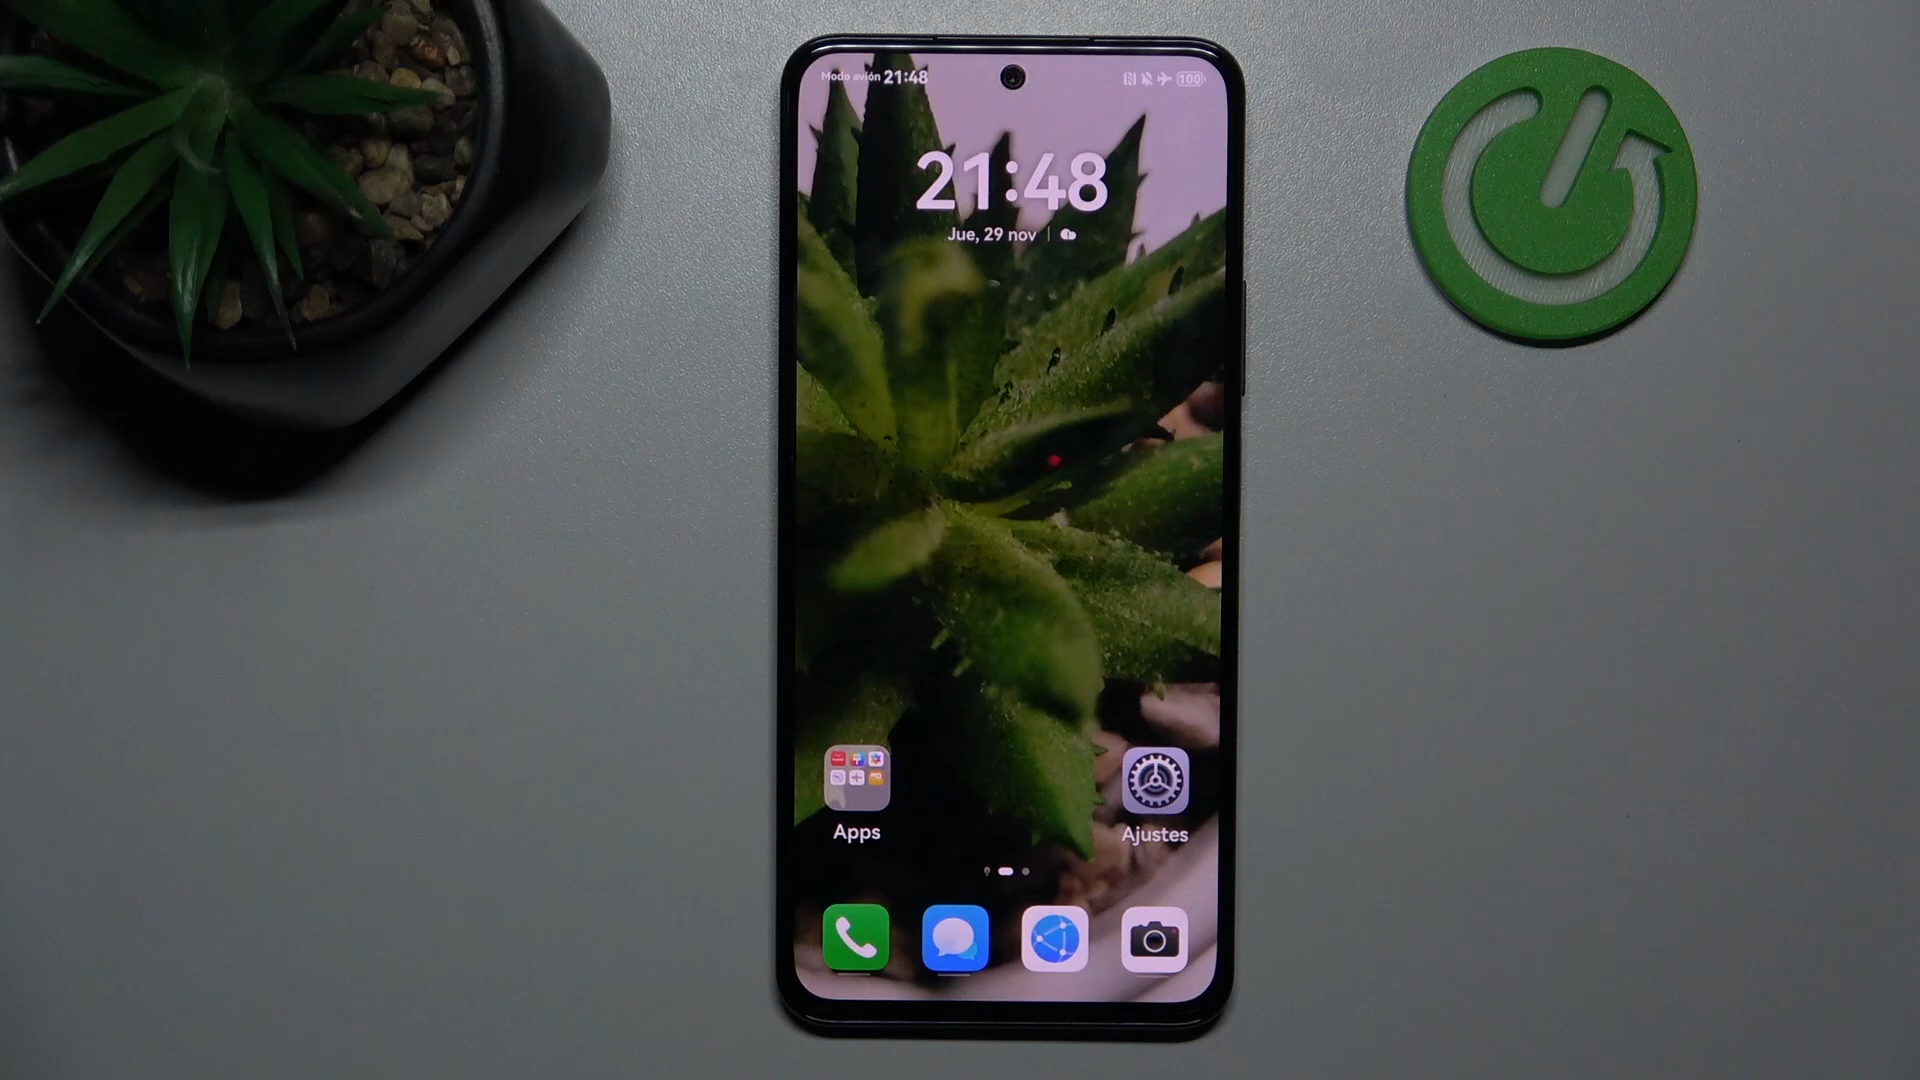 Modo avión 21:48
100
21:48
Jue, 29 nov
Apps
Ajustes